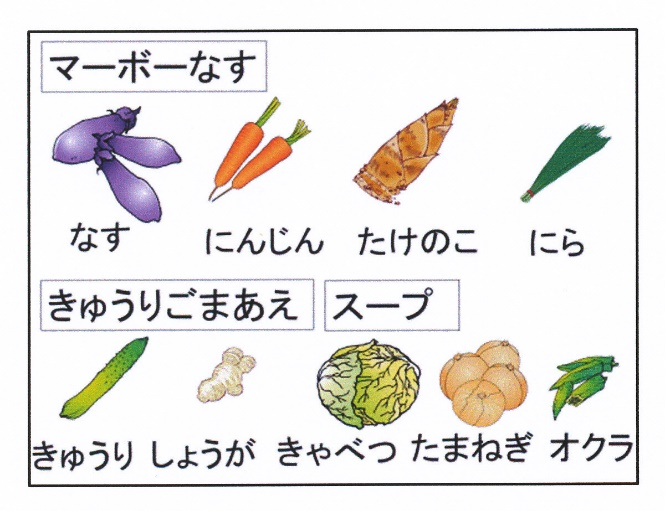 マーボーなす
なす にんじん たけのこ にら
きゅうりごまあえ スープ
きゅうり しょうが きゃべつ たまねぎ オクラ